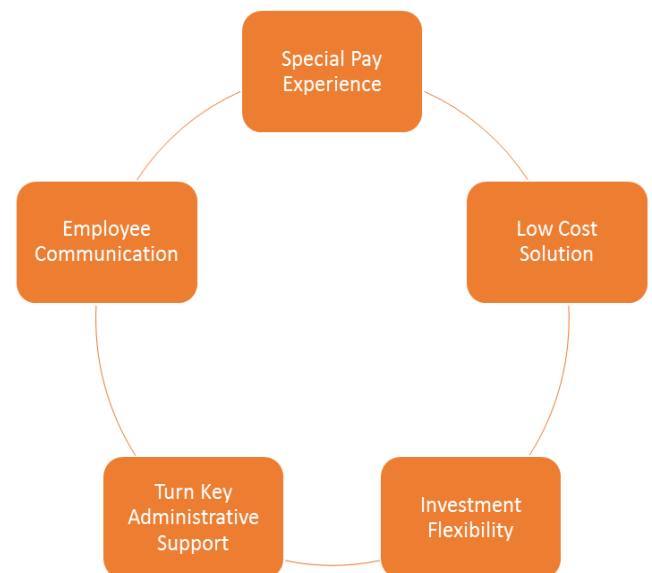 Special Pay
Experience
Low Cost
Solution
Investment
Flexibility
Turn Key
Administrative
Support
Employee
Communication